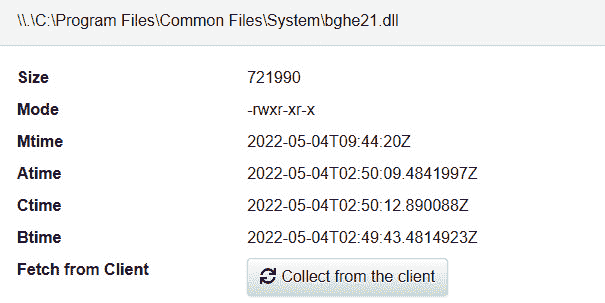 \\.\C:\Program Files\Common Files\System\bghe21.dll
Size 721990
Mode -rwxr-xr-x
Mtime 2022-05-04T09:44:20Z
Atime 2022-05-04T02:50:09.4841997Z
Ctime 2022-05-04T02:50:12.890088Z
Btime 2022-05-04T02:49:43.4814923Z
Fetch from Client Collect from the client